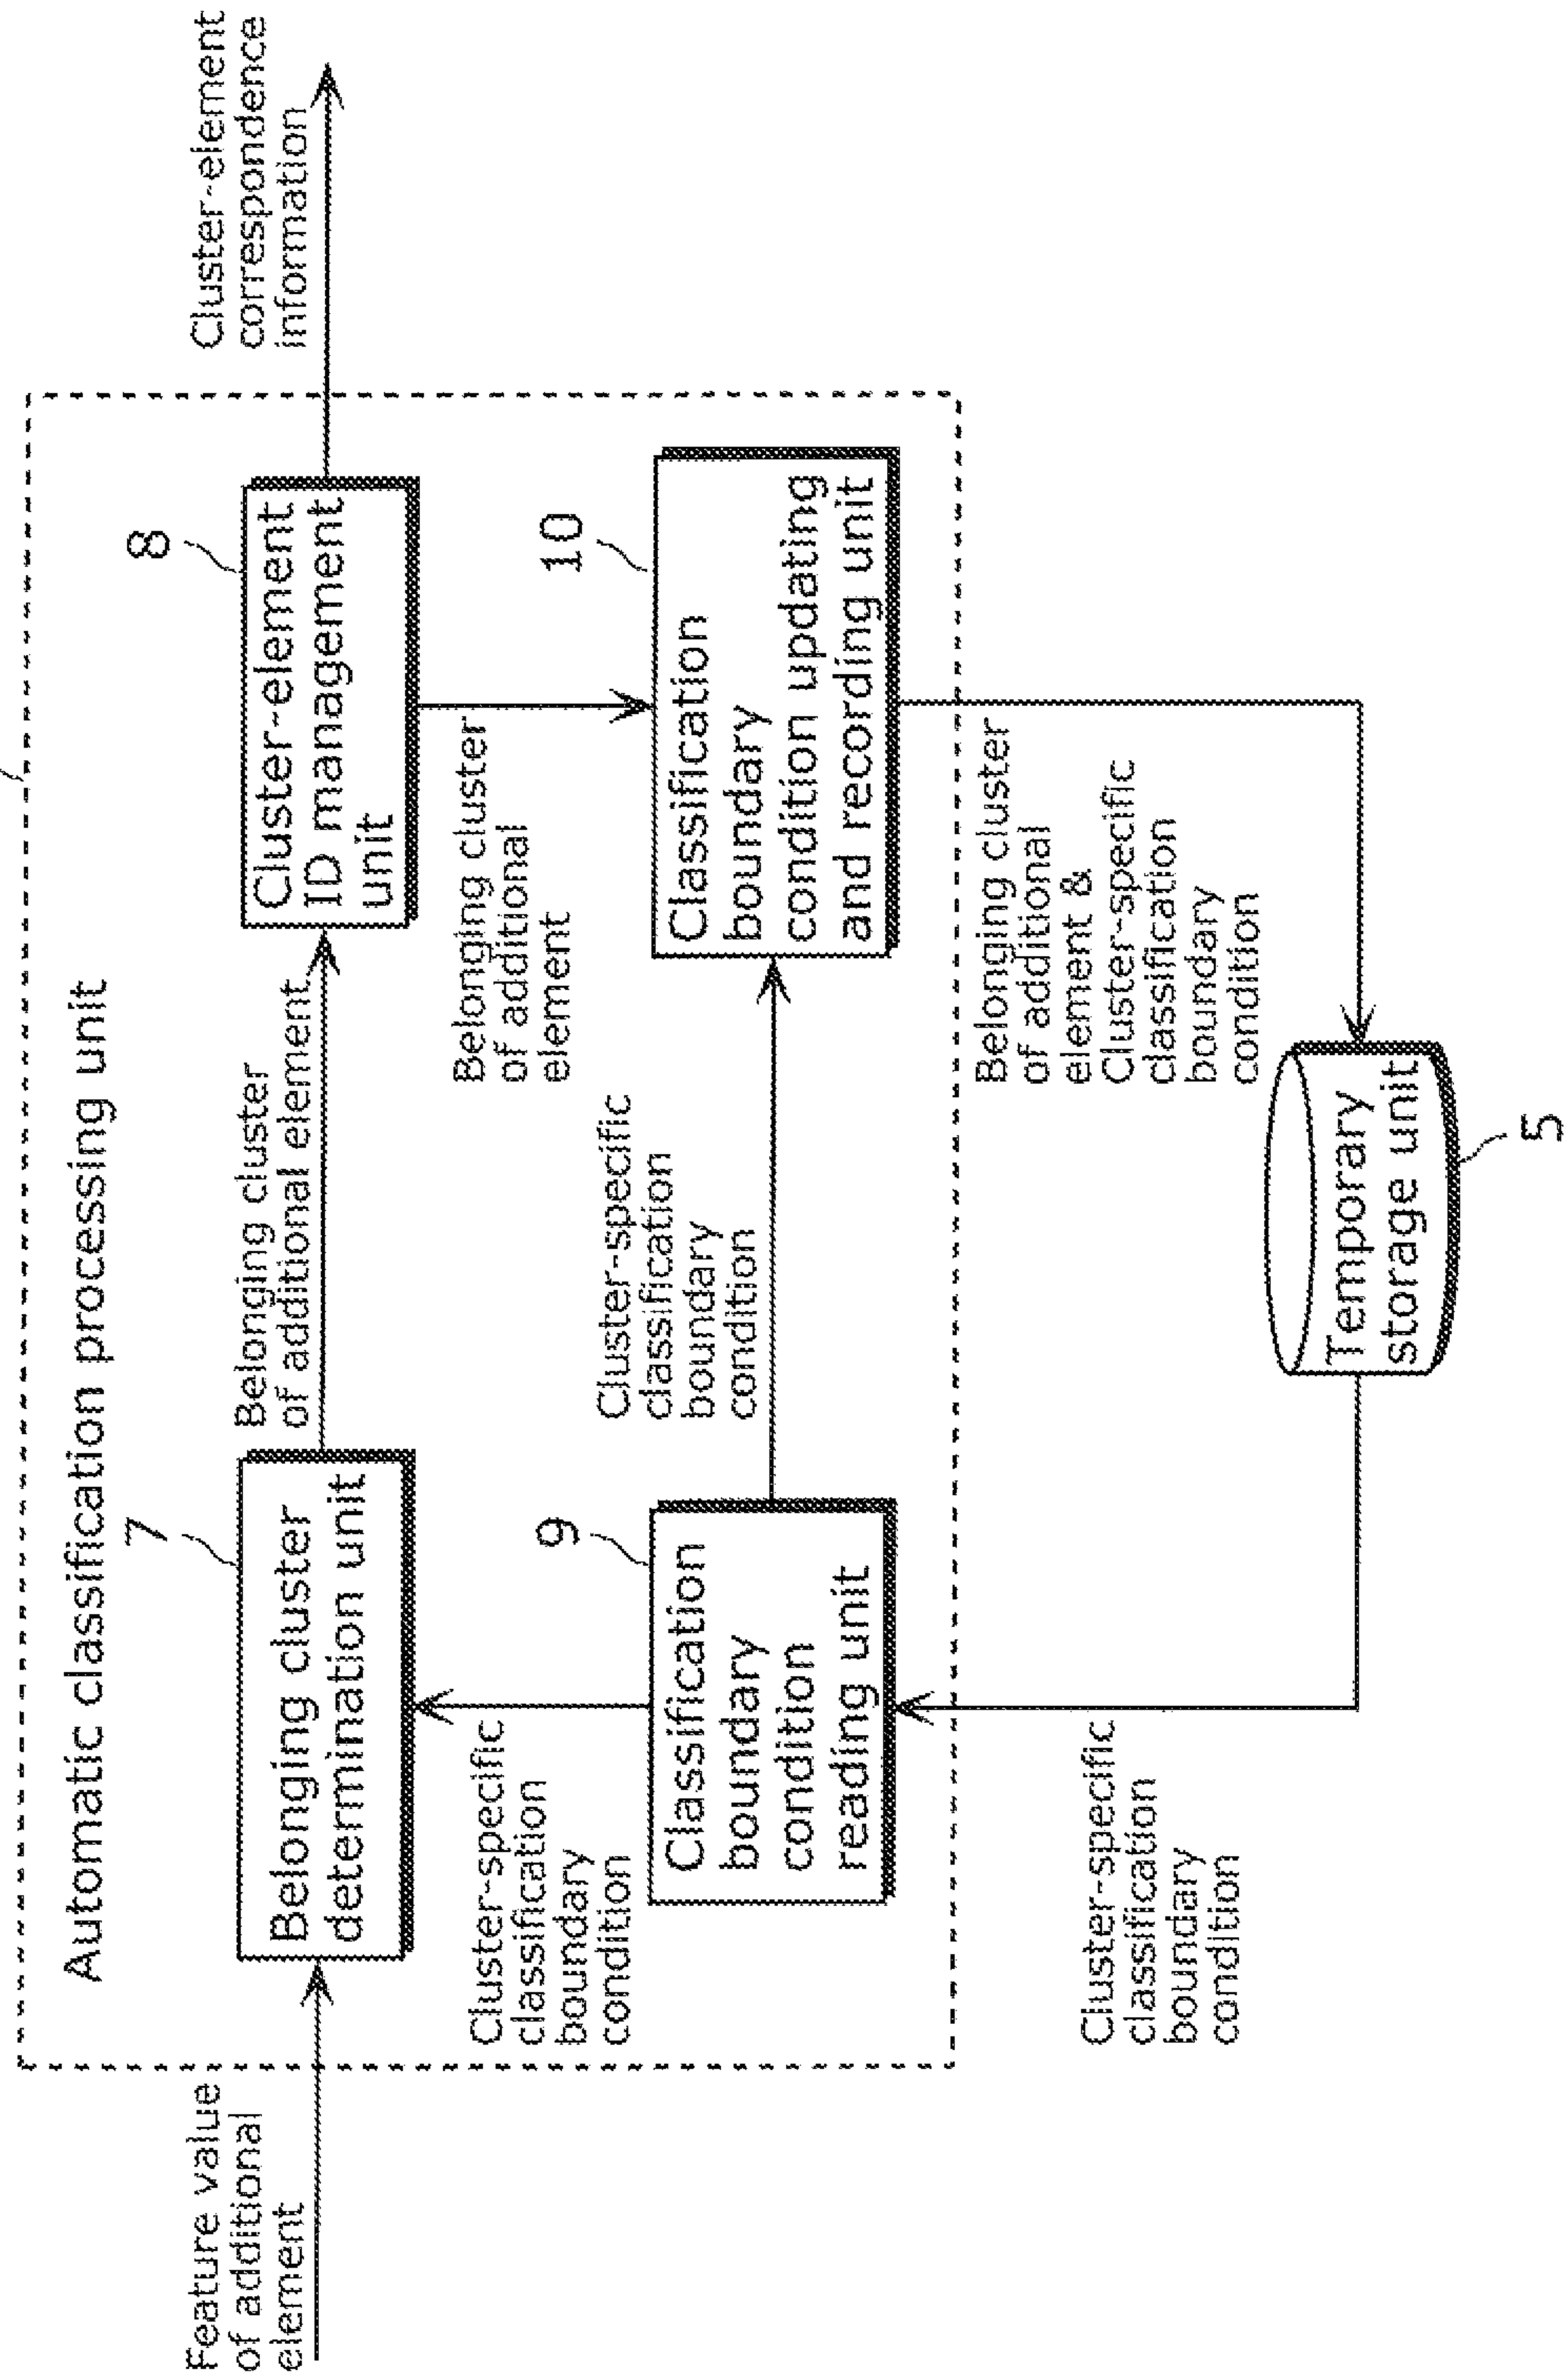 Automatic classification processing unit
Feature value
of additional
element
7
Belonging cluster
determination unit
Belonging cluster
of additional element
8
Cluster-element
ID management
unit
Cluster-element
correspondence
information
Cluster-specific
classification
boundary
condition
Belonging cluster
of additional
element
9
Classification
boundary
condition
reading unit
Cluster-specific
classification
boundary
condition
10
Classification
boundary
condition updating
and recording unit
Cluster-specific
classification
boundary
condition
Temporary
storage unit
5
Belonging cluster
of additional
element &
Cluster-specific
classification
boundary
condition